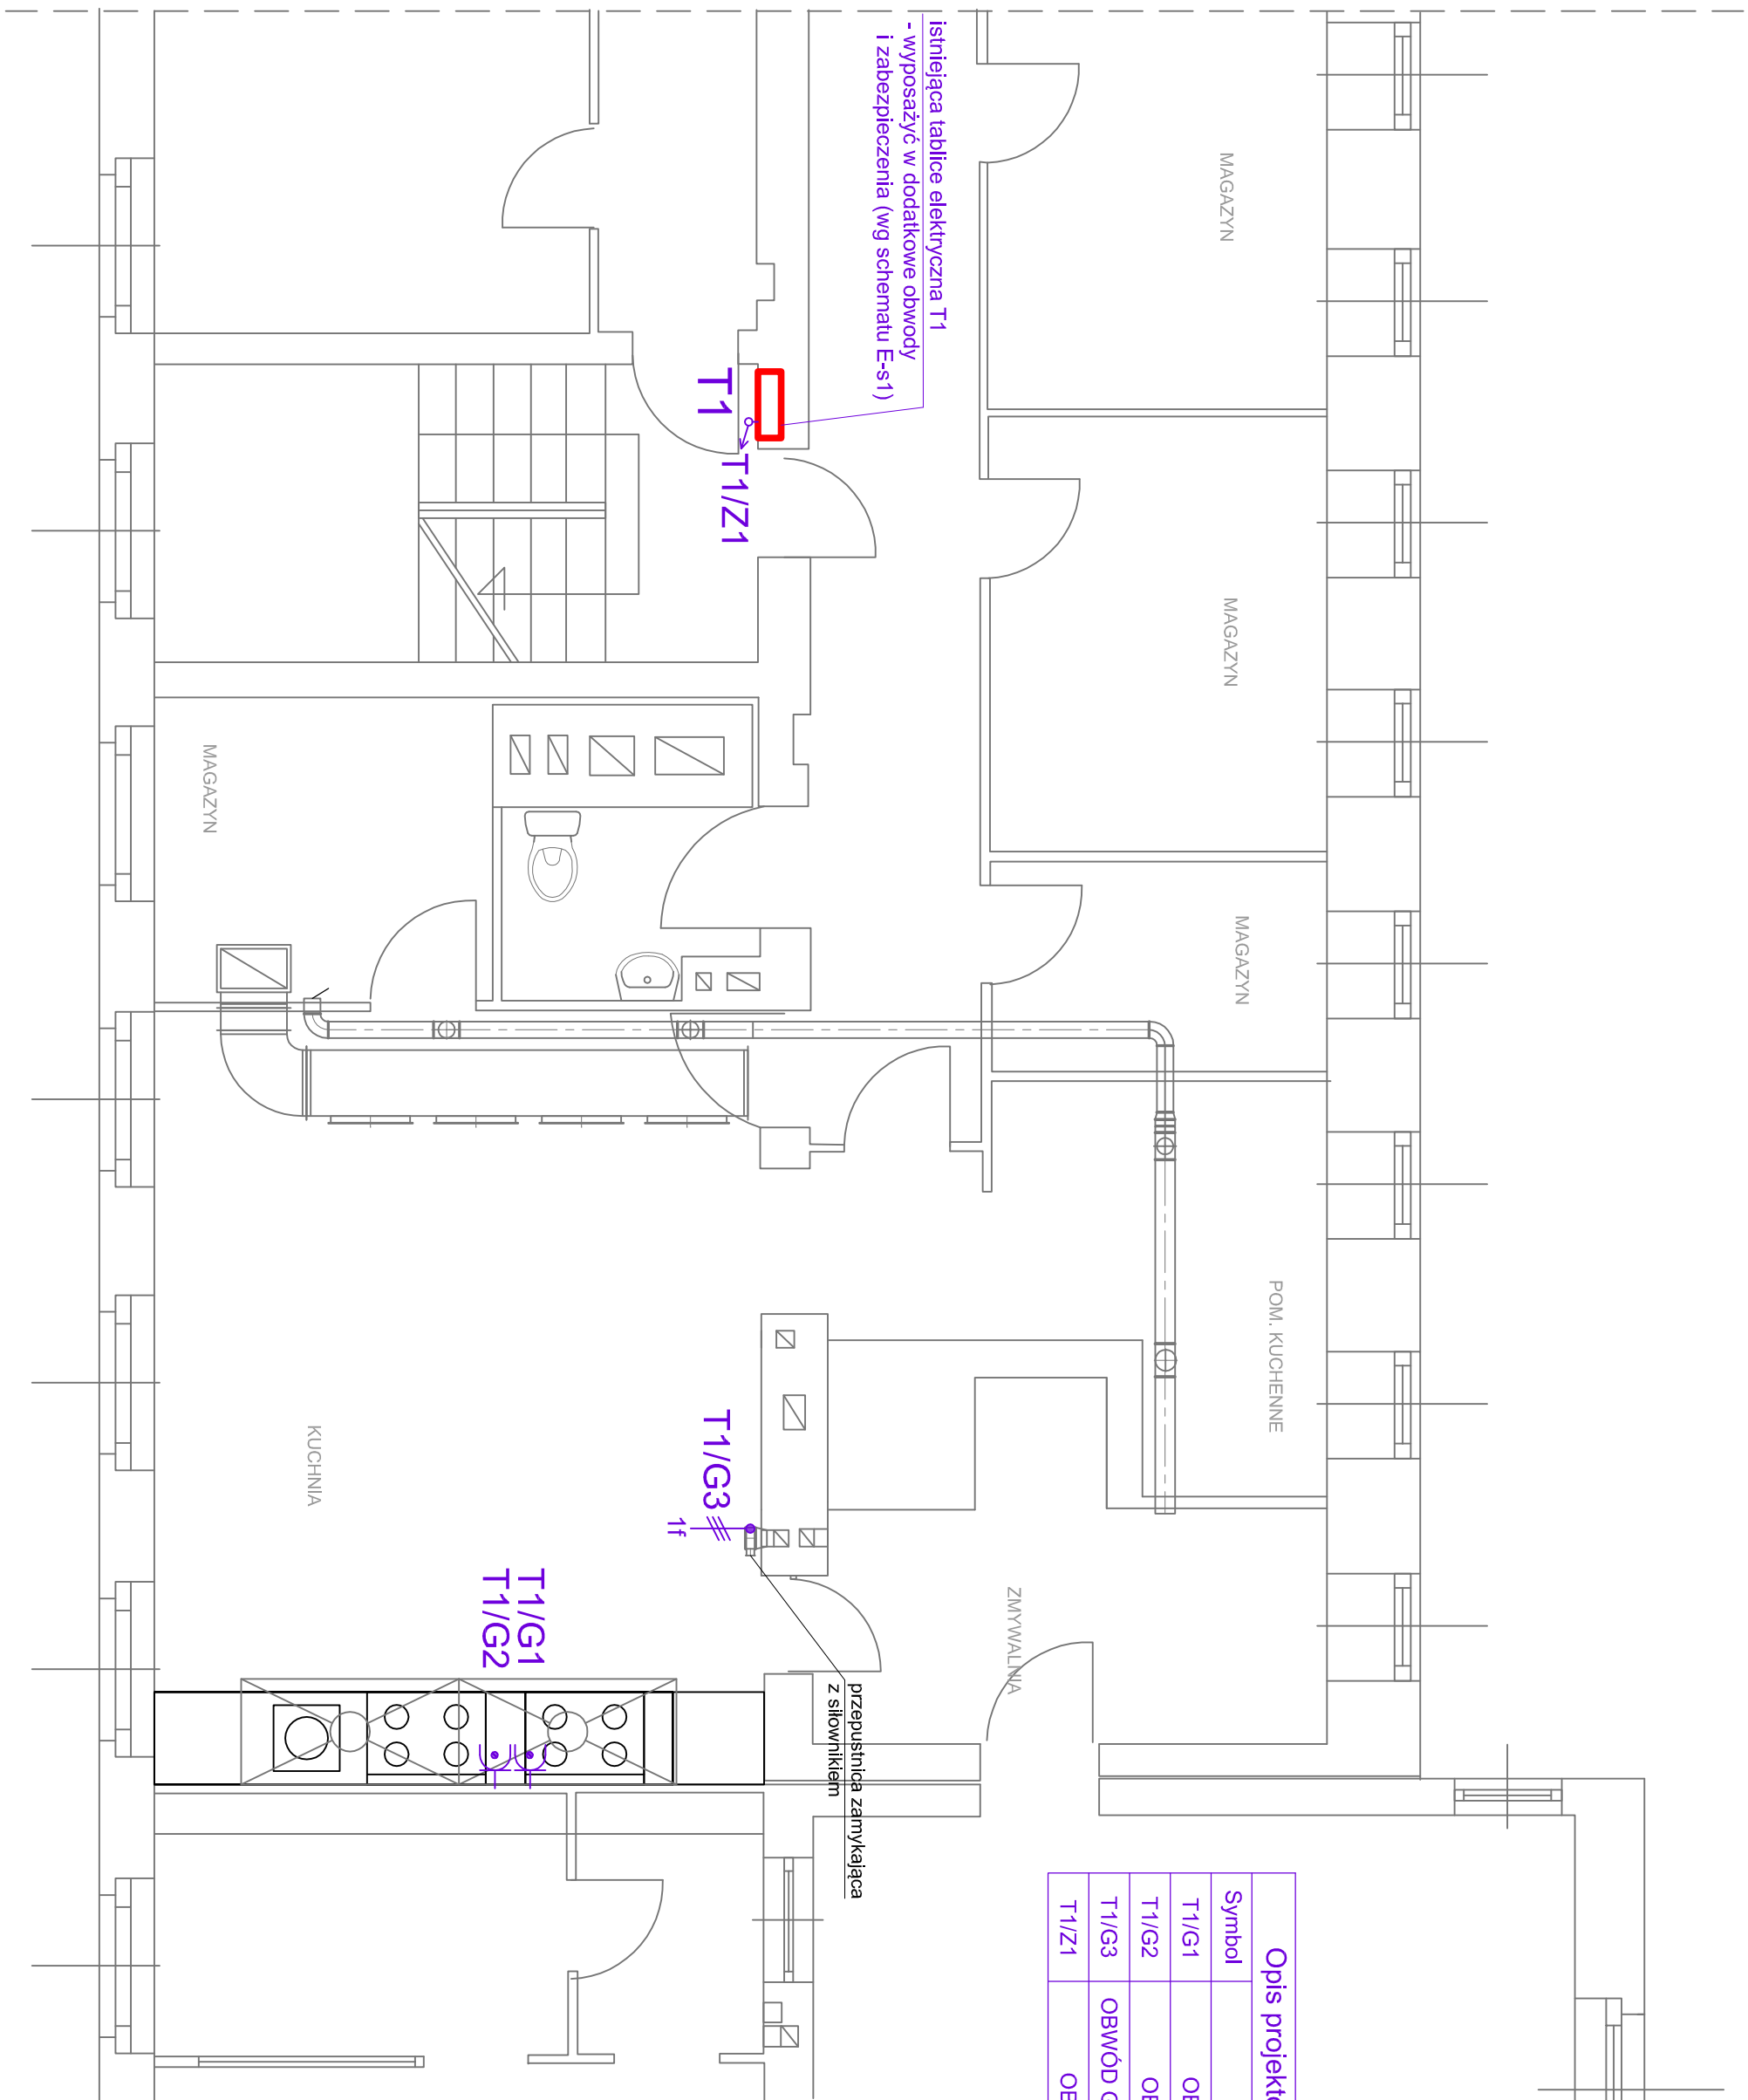 istniejąca tablice elektryczna T1
- wyposażyć w dodatkowe obwody
i zabezpieczenia (wg schematu E-s1)
MAGAZYN
T1
T1/Z1
MAGAZYN
MAGAZYN
MAGAZYN
POM. KUCHENNE
KUCHNIA
T1/G3
1f
T1/G1
T1/G2
ZMYWALNIA
przepustnica zamykająca
z siłownikiem
Opis projekt
Symbol
T1/G1
T1/G2
T1/G3 OBWÓD
T1/Z1